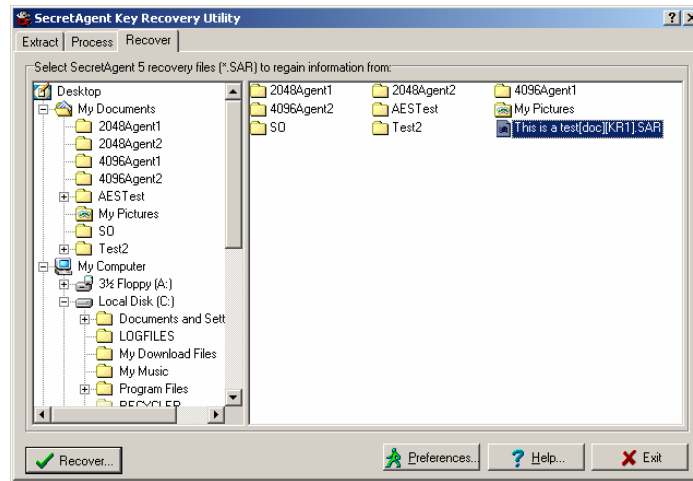 SecretAgent Key Recovery Utility
Extract Process Recover
Select SecretAgent 5 recovery files (*.SAR) to regain information from:
Desktop
My Documents
2048Agent1
2048Agent2
4096Agent1
4096Agent2
AESTest
My Pictures
SO
Test2
My Computer
3½ Floppy (A:)
Local Disk (C:)
Documents and Sett
LOGFILES
My Download Files
My Music
Program Files
RECYCLER
2048Agent1 2048Agent2 4096Agent1
4096Agent2 AESTest My Pictures
SO Test2 This is a test[doc][KR1].SAR
Recover... Preferences... Help... Exit